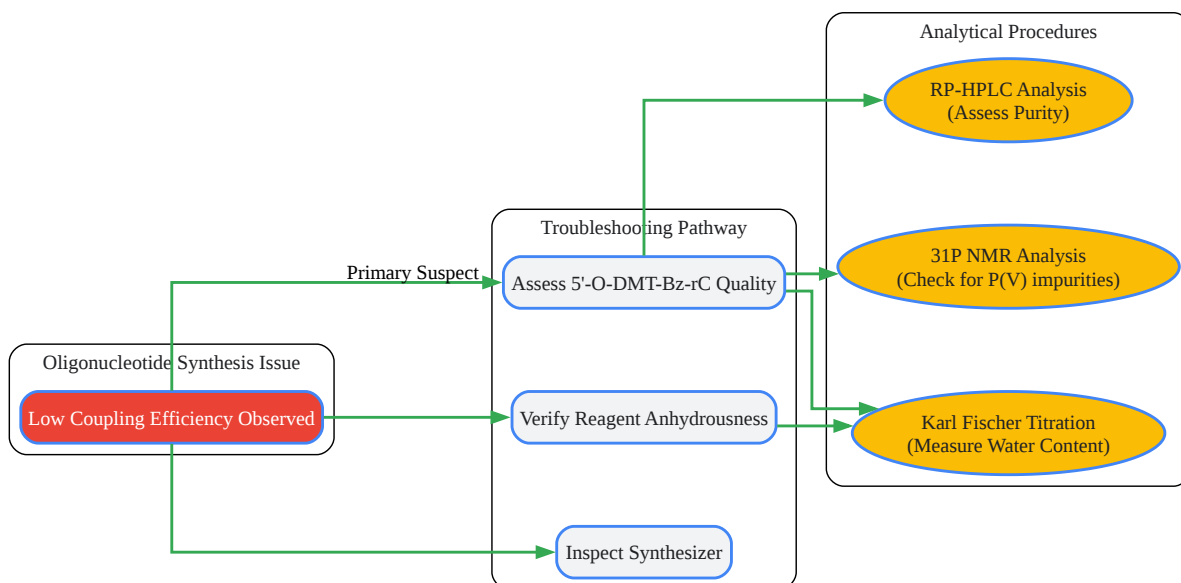 Oligonucleotide Synthesis Issue
Low Coupling Efficiency Observed
Primary Suspect
Troubleshooting Pathway
Assess 5'-O-DMT-Bz-rC Quality
Verify Reagent Anhydrousness
Inspect Synthesizer
Analytical Procedures
RP-HPLC Analysis
(Assess Purity)
31P NMR Analysis
(Check for P(V) impurities)
Karl Fischer Titration
(Measure Water Content)